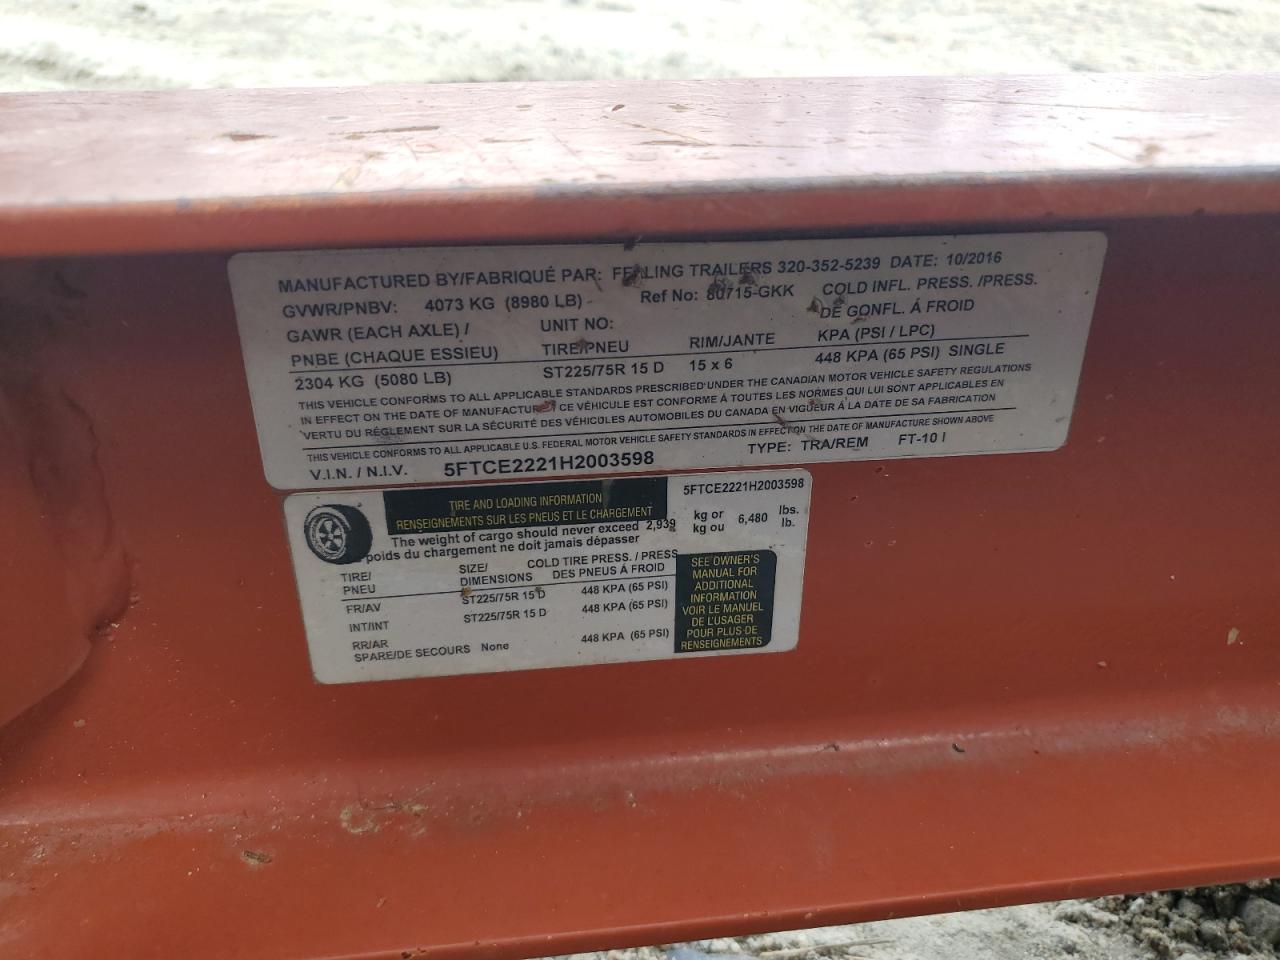 MANUFACTURED BY/FABRIQUÉ PAR: FELLING TRAILERS 320-352-5239 DATE: 10/2016
GVWR/PNBV: 4073 KG (8980 LB) Ref No: 80715-GKK COLD INFL. PRESS. /PRESS.
DE GONFL. Á FROID
GAWR (EACH AXLE) / UNIT NO: KPA (PSI / LPC)
PNBE (CHAQUE ESSIEU) TIRE/PNEU RIM/JANTE
2304 KG (5080 LB) ST225/75R 15 D 15 x 6 448 KPA (65 PSI) SINGLE
THIS VEHICLE CONFORMS TO ALL APPLICABLE STANDARDS PRESCRIBED UNDER THE CANADIAN MOTOR VEHICLE SAFETY REGULATIONS
IN EFFECT ON THE DATE OF MANUFACTURE / CE VÉHICULE EST CONFORME Á TOUTES LES NORMES QUI LUI SONT APPLICABLES EN
VERTU DU RÉGLEMENT SUR LA SÉCURITÉ DES VÉHICULES AUTOMOBILES DU CANADA EN VIGUEUR Á LA DATE DE SA FABRICATION
THIS VEHICLE CONFORMS TO ALL APPLICABLE U.S. FEDERAL MOTOR VEHICLE SAFETY STANDARDS IN EFFECT ON THE DATE OF MANUFACTURE SHOWN ABOVE
V.I.N. / N.I.V. 5FTCE2221H2003598 TYPE: TRA/REM FT-10 I
TIRE AND LOADING INFORMATION 5FTCE2221H2003598
RENSEIGNEMENTS SUR LES PNEUS ET LE CHARGEMENT
The weight of cargo should never exceed 2,939 kg or 6,480 lbs.
poids du chargement ne doit jamais dépasser kg ou lb.
TIRE/ SIZE/ COLD TIRE PRESS. / PRESS
PNEU DIMENSIONS DES PNEUS Á FROID
FR/AV ST225/75R 15 D 448 KPA (65 PSI)
INT/INT ST225/75R 15 D 448 KPA (65 PSI)
RR/AR
SPARE/DE SECOURS None 448 KPA (65 PSI)
SEE OWNER'S
MANUAL FOR
ADDITIONAL
INFORMATION
VOIR LE MANUEL
DE L'USAGER
POUR PLUS DE
RENSEIGNEMENTS